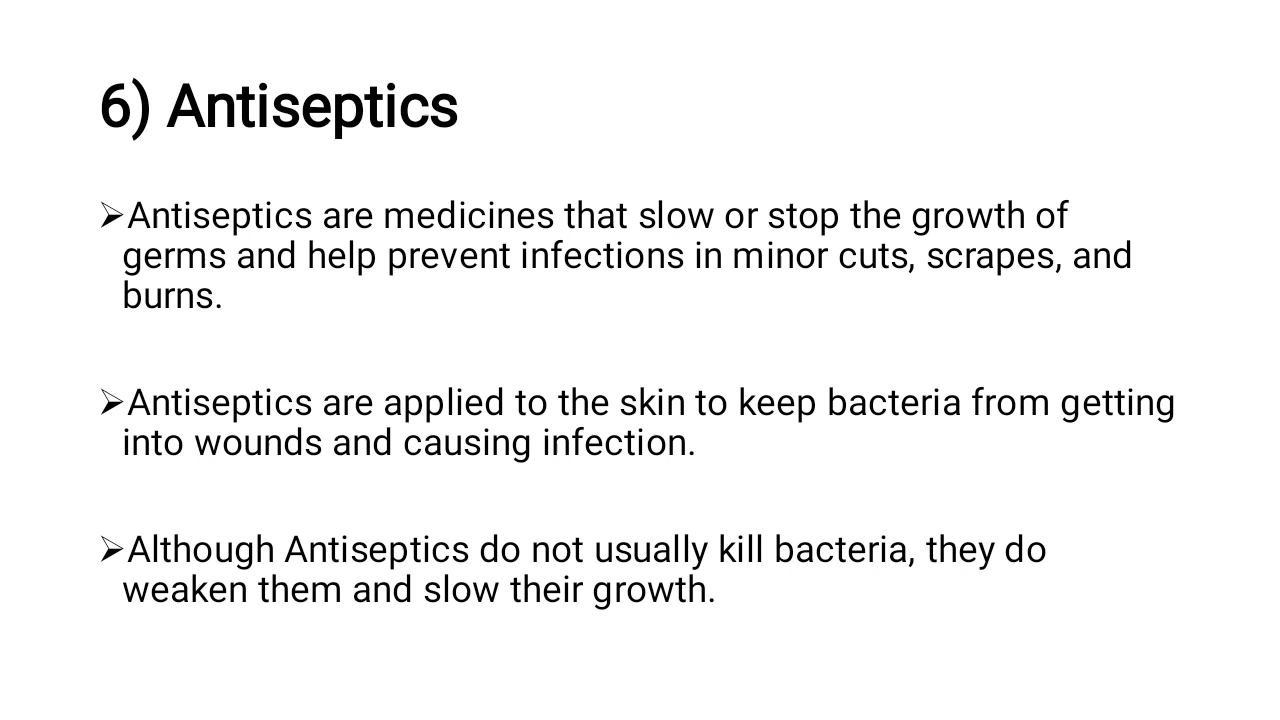 6) Antiseptics
➢Antiseptics are medicines that slow or stop the growth of
germs and help prevent infections in minor cuts, scrapes, and
burns.
➢Antiseptics are applied to the skin to keep bacteria from getting
into wounds and causing infection.
➢Although Antiseptics do not usually kill bacteria, they do
weaken them and slow their growth.